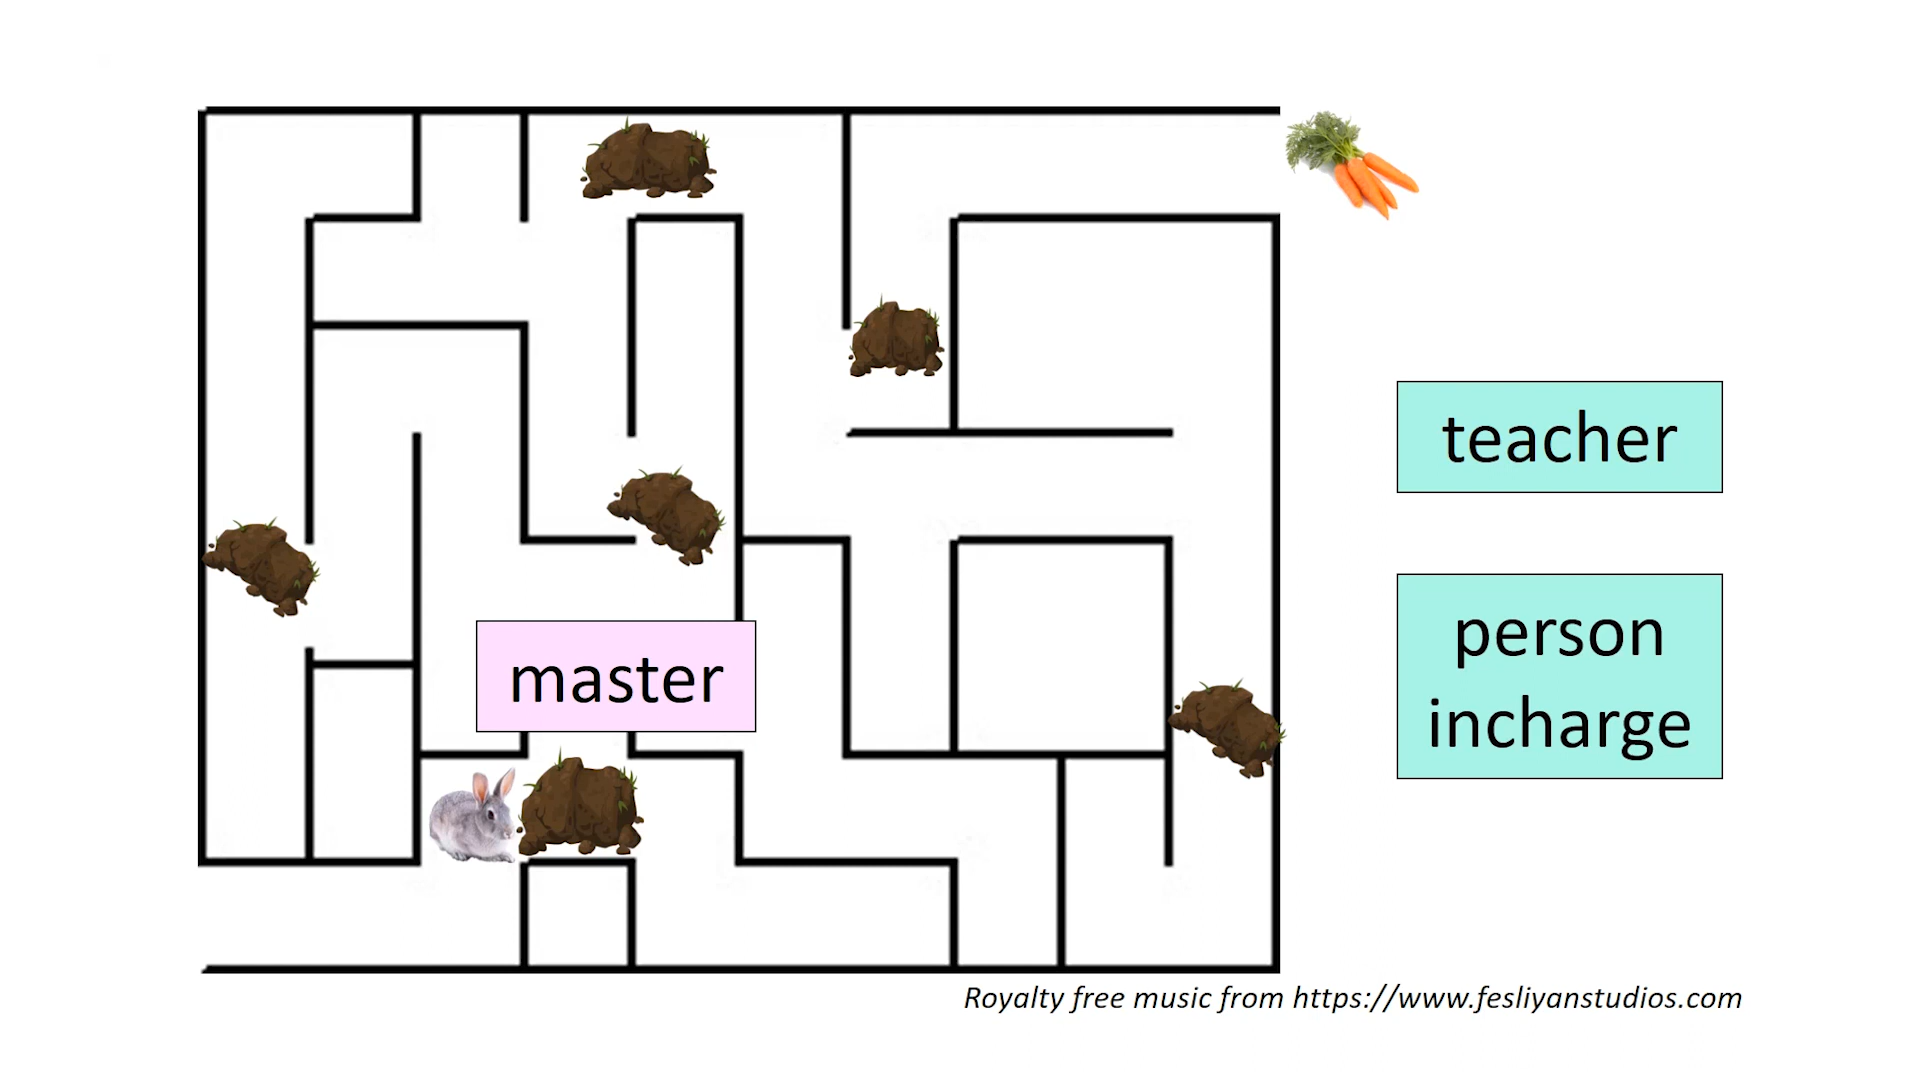 teacher
master
person
incharge
Royalty free music from https://www.fesliyanstudios.com